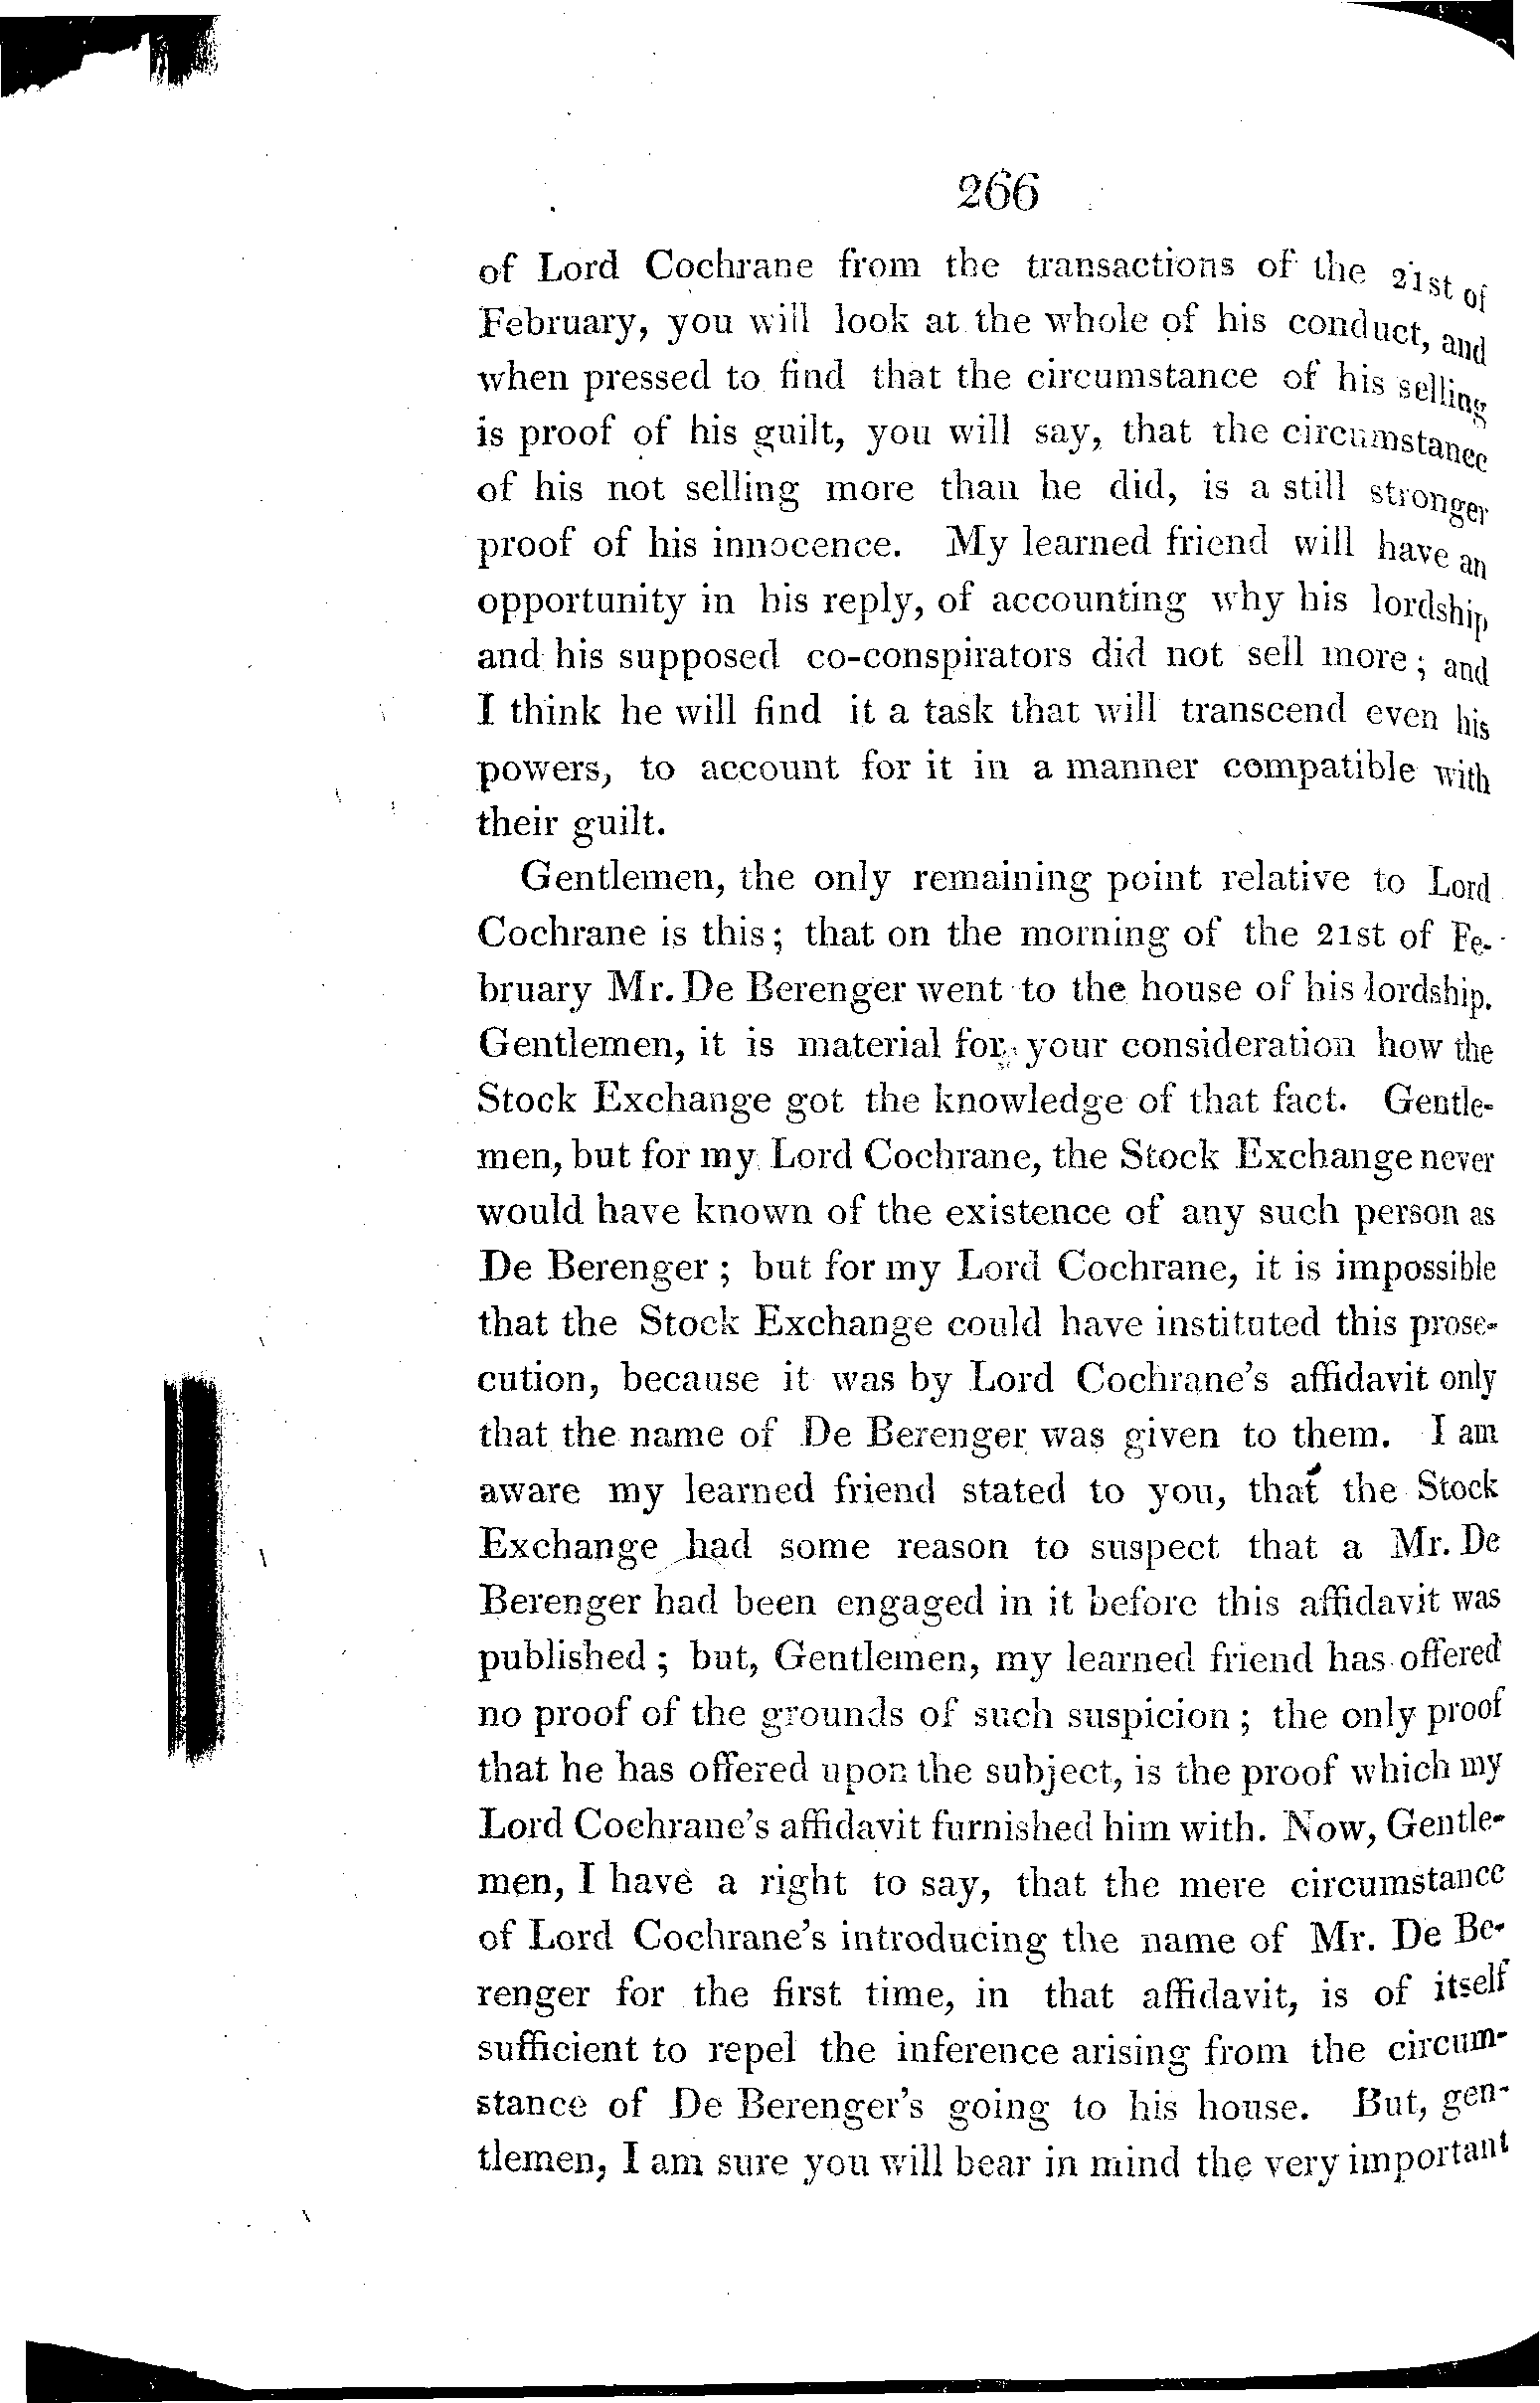 266
of Lord Cochrane from the transactions of the 21st of
February, you will look at the whole of his conduct, and
when pressed to find that the circumstance of his selling
is proof of his guilt, you will say, that the circumstance
of his not selling more than he did, is a still stronger
proof of his innocence. My learned friend will have an
opportunity in his reply, of accounting why his lordship
and his supposed co-conspirators did not sell more; and
I think he will find it a task that will transcend even his
powers, to account for it in a manner compatible with
their guilt.
Gentlemen, the only remaining point relative to Lord
Cochrane is this; that on the morning of the 21st of Fe-
bruary Mr. De Berenger went to the house of his lordship.
Gentlemen, it is material for your consideration how the
Stock Exchange got the knowledge of that fact. Gentle-
men, but for my Lord Cochrane, the Stock Exchange never
would have known of the existence of any such person as
De Berenger; but for my Lord Cochrane, it is impossible
that the Stock Exchange could have instituted this prose-
cution, because it was by Lord Cochrane's affidavit only
that the name of De Berenger was given to them. I am
aware my learned friend stated to you, that the Stock
Exchange had some reason to suspect that a Mr. De
Berenger had been engaged in it before this affidavit was
published; but, Gentlemen, my learned friend has offered
no proof of the grounds of such suspicion; the only proof
that he has offered upon the subject, is the proof which my
Lord Cochrane's affidavit furnished him with. Now, Gentle-
men, I have a right to say, that the mere circumstance
of Lord Cochrane's introducing the name of Mr. De Be-
renger for the first time, in that affidavit, is of itself
sufficient to repel the inference arising from the circum-
stance of De Berenger's going to his house. But, gen-
tlemen, I am sure you will bear in mind the very important